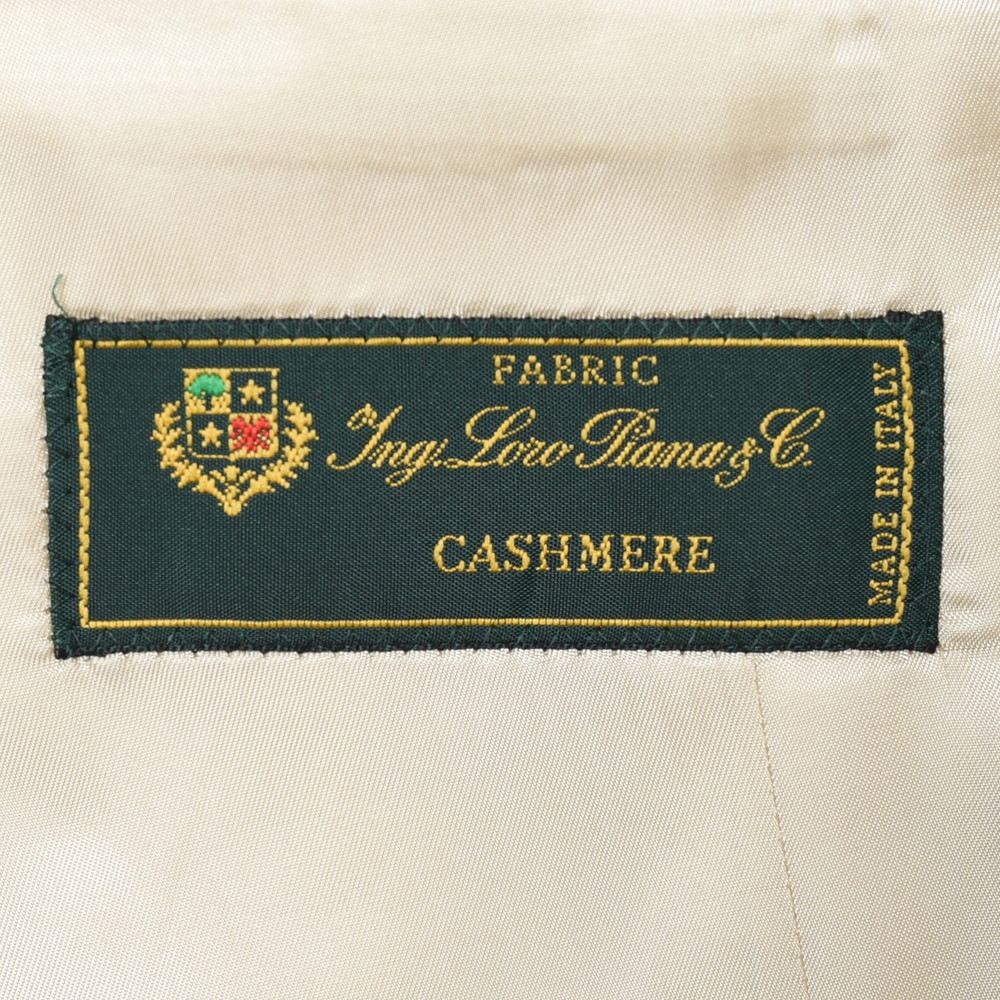 FABRIC
Ing. Loro Piana & C.
CASHMERE
MADE IN ITALY